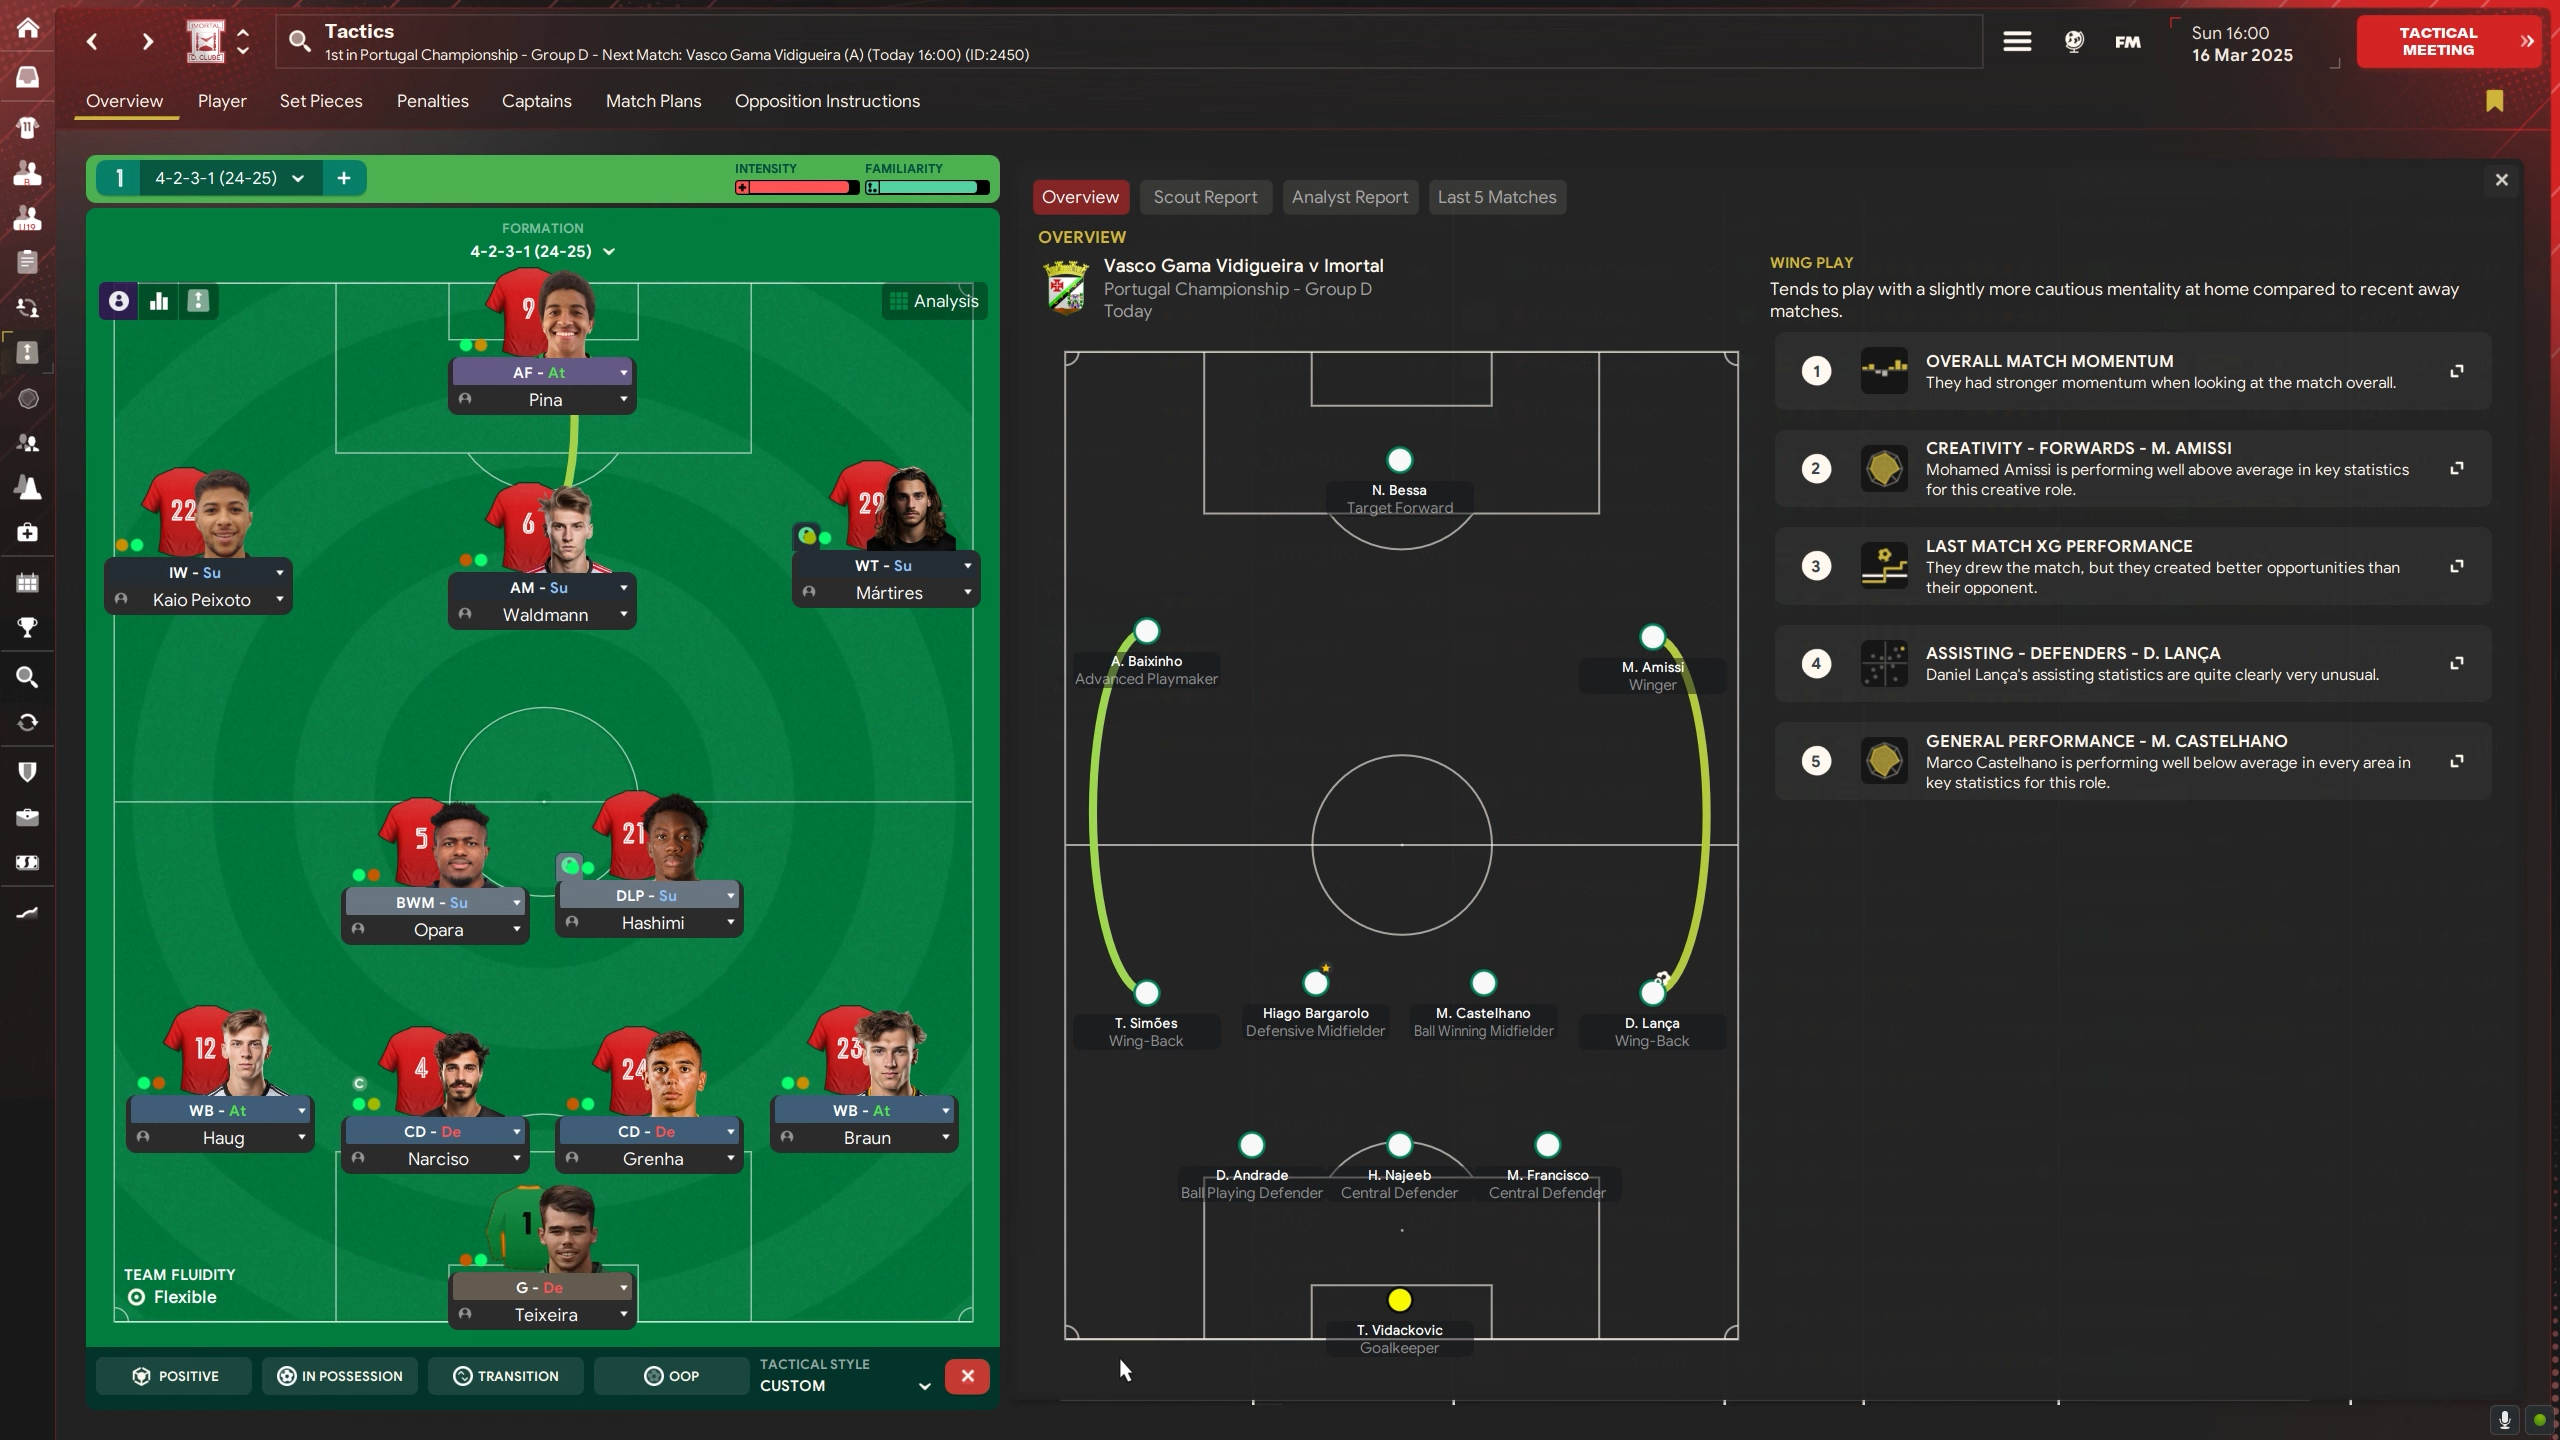 Tactics
1st in Portugal Championship - Group D - Next Match: Vasco Gama Vidigueira (A) (Today 16:00) (ID:2450)
FM
Sun 16:00
16 Mar 2025
TACTICAL
MEETING
Overview
Player
Set Pieces
Penalties
Captains
Match Plans
Opposition Instructions
1
4-2-3-1 (24-25)
+
INTENSITY
FAMILIARITY
FORMATION
4-2-3-1 (24-25)
Analysis
9
AF - At
Pina
22
IW - Su
Kaio Peixoto
6
AM - Su
Waldmann
29
WT - Su
Mártires
5
BWM - Su
Opara
21
DLP - Su
Hashimi
12
WB - At
Haug
C
4
CD - De
Narciso
24
CD - De
Grenha
23
WB - At
Braun
1
G - De
Teixeira
TEAM FLUIDITY
Flexible
POSITIVE
IN POSSESSION
TRANSITION
OOP
TACTICAL STYLE
CUSTOM
Overview
Scout Report
Analyst Report
Last 5 Matches
OVERVIEW
Vasco Gama Vidigueira v Imortal
Portugal Championship - Group D
Today
N. Bessa
Target Forward
A. Baixinho
Advanced Playmaker
M. Amissi
Winger
T. Simões
Wing-Back
Hiago Bargarolo
Defensive Midfielder
M. Castelhano
Ball Winning Midfielder
D. Lança
Wing-Back
D. Andrade
Ball Playing Defender
H. Najeeb
Central Defender
M. Francisco
Central Defender
T. Vidackovic
Goalkeeper
WING PLAY
Tends to play with a slightly more cautious mentality at home compared to recent away
matches.
1
OVERALL MATCH MOMENTUM
They had stronger momentum when looking at the match overall.
2
CREATIVITY - FORWARDS - M. AMISSI
Mohamed Amissi is performing well above average in key statistics
for this creative role.
3
LAST MATCH XG PERFORMANCE
They drew the match, but they created better opportunities than
their opponent.
4
ASSISTING - DEFENDERS - D. LANÇA
Daniel Lança's assisting statistics are quite clearly very unusual.
5
GENERAL PERFORMANCE - M. CASTELHANO
Marco Castelhano is performing well below average in every area in
key statistics for this role.